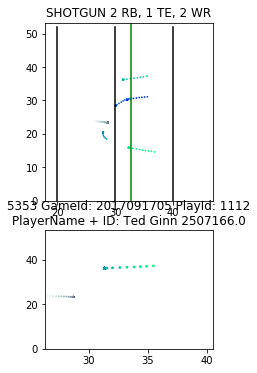 SHOTGUN 2 RB, 1 TE, 2 WR
50
40
30
20
10
0
20 30 40
5353 GameId: 2017091705 PlayId: 1112
PlayerName + ID: Ted Ginn 2507166.0
40
20
0
30 35 40